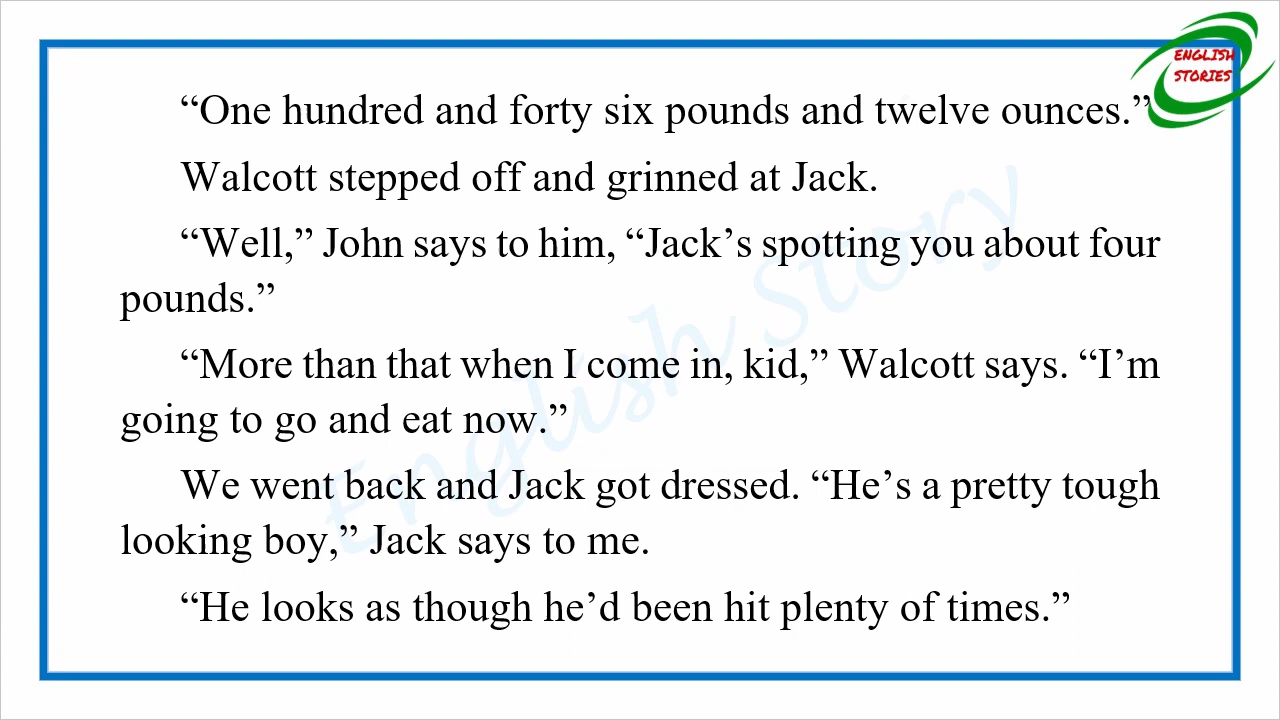 ENGLISH
STORIES
“One hundred and forty six pounds and twelve ounces.”
Walcott stepped off and grinned at Jack.
“Well,” John says to him, “Jack’s spotting you about four
pounds.”
“More than that when I come in, kid,” Walcott says. “I’m
going to go and eat now.”
We went back and Jack got dressed. “He’s a pretty tough
looking boy,” Jack says to me.
“He looks as though he’d been hit plenty of times.”
English Story